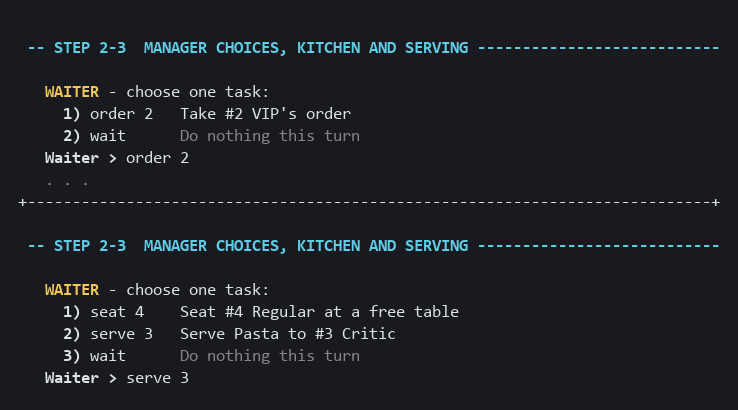 -- STEP 2-3  MANAGER CHOICES, KITCHEN AND SERVING ---------------------------
WAITER - choose one task:
1) order 2   Take #2 VIP's order
2) wait      Do nothing this turn
Waiter > order 2
. . .
+----------------------------------------------------------------------------+
-- STEP 2-3  MANAGER CHOICES, KITCHEN AND SERVING ---------------------------
WAITER - choose one task:
1) seat 4    Seat #4 Regular at a free table
2) serve 3   Serve Pasta to #3 Critic
3) wait      Do nothing this turn
Waiter > serve 3